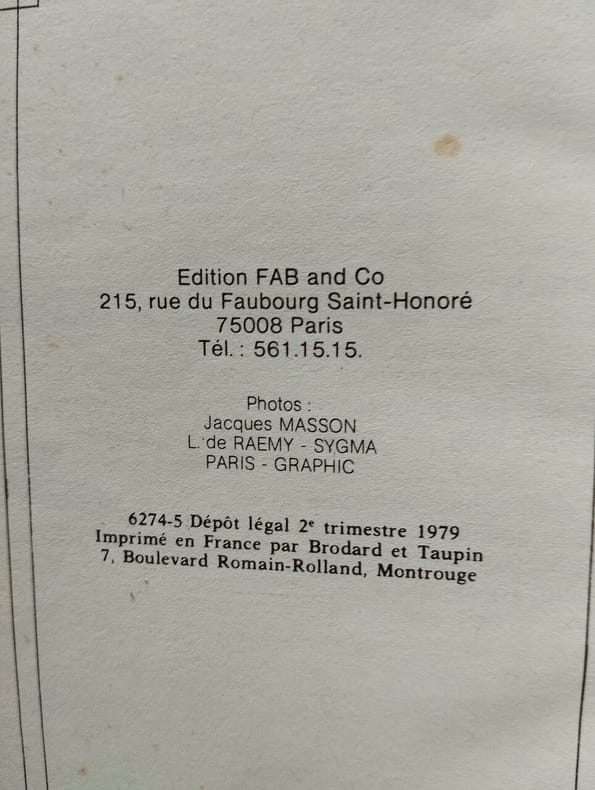 Edition FAB and Co
215, rue du Faubourg Saint-Honoré
75008 Paris
Tél. : 561.15.15.
Photos :
Jacques MASSON
L. de RAEMY - SYGMA
PARIS - GRAPHIC
6274-5 Dépôt légal 2e trimestre 1979
Imprimé en France par Brodard et Taupin
7, Boulevard Romain-Rolland, Montrouge